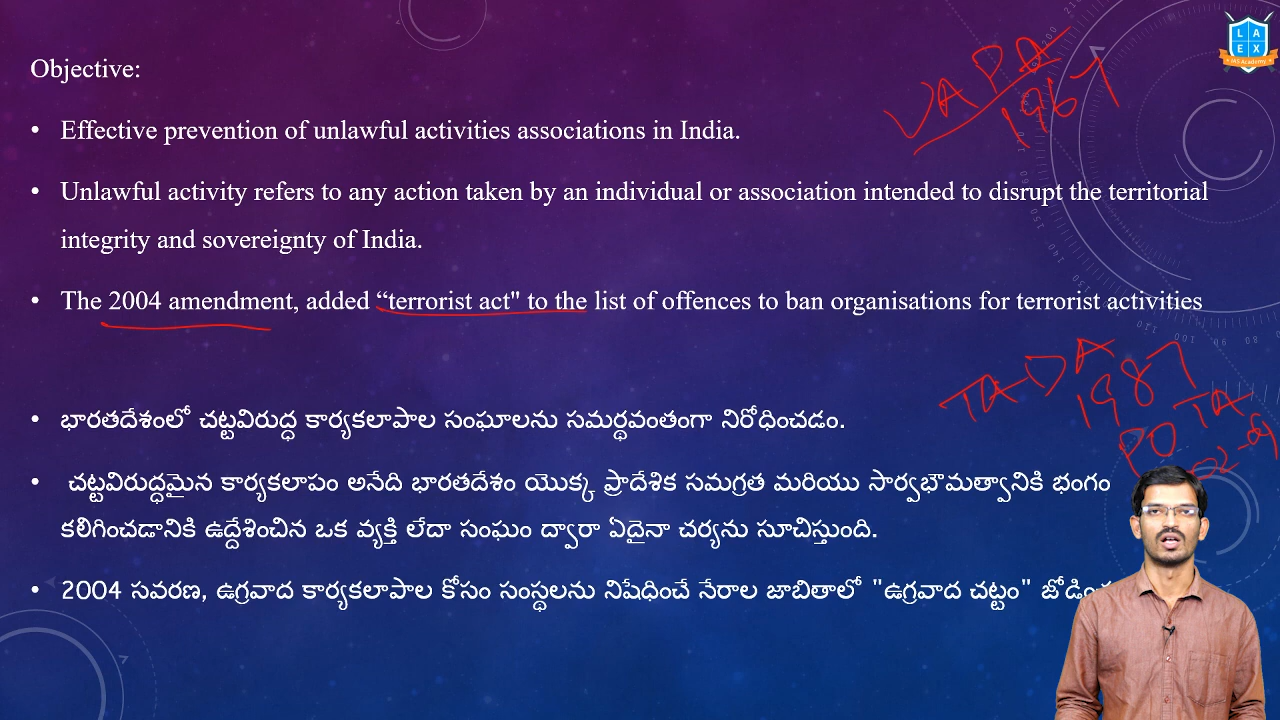 Objective:
• Effective prevention of unlawful activities associations in India.
• Unlawful activity refers to any action taken by an individual or association intended to disrupt the territorial
integrity and sovereignty of India.
• The 2004 amendment, added “terrorist act" to the list of offences to ban organisations for terrorist activities
• భారతదేశంలో చట్టవిరుద్ధ కార్యకలాపాల సంఘాలను సమర్థవంతంగా నిరోధించడం.
• చట్టవిరుద్ధమైన కార్యకలాపం అనేది భారతదేశం యొక్క ప్రాదేశిక సమగ్రత మరియు సార్వభౌమత్వానికి భంగం
కలిగించడానికి ఉద్దేశించిన ఒక వ్యక్తి లేదా సంఘం ద్వారా ఏదైనా చర్యను సూచిస్తుంది.
• 2004 సవరణ, ఉగ్రవాద కార్యకలాపాల కోసం సంస్థలను నిషేధించే నేరాల జాబితాలో "ఉగ్రవాద చట్టం"
UAPA
1967
TADA
1987
POTA
LAEX
IAS Academy